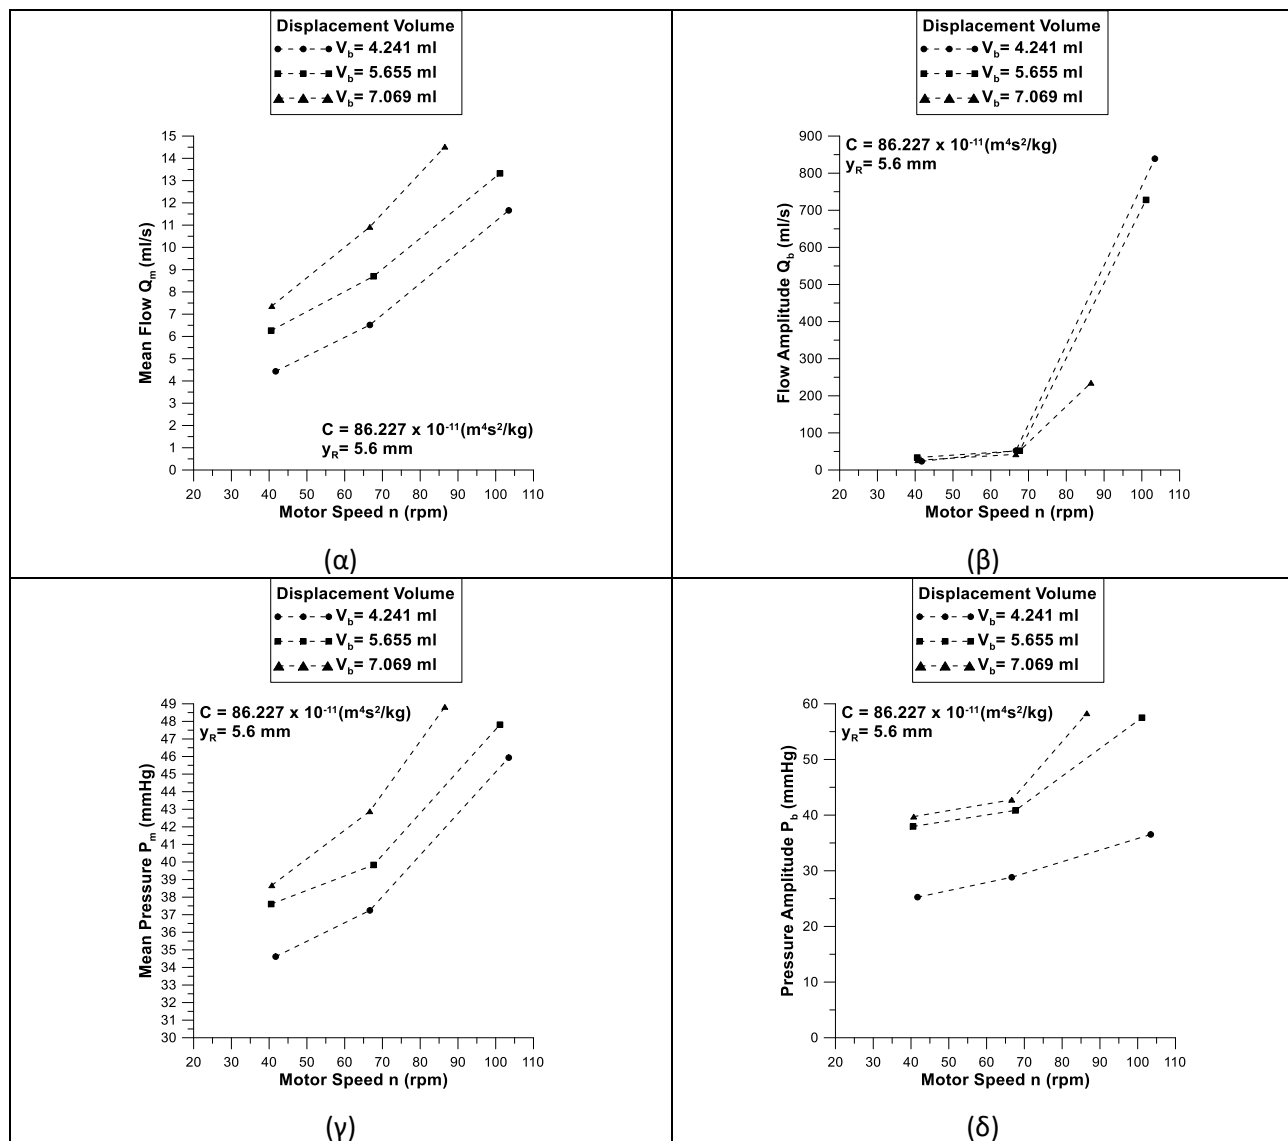 Displacement Volume
V_b= 4.241 ml
V_b= 5.655 ml
V_b= 7.069 ml
15
14
13
12
11
10
9
8
7
6
5
4
3
2
1
0
Mean Flow Q_m (ml/s)
C = 86.227 x 10^-11(m^4s^2/kg)
y_R= 5.6 mm
20 30 40 50 60 70 80 90 100 110
Motor Speed n (rpm)
(α)
Displacement Volume
V_b= 4.241 ml
V_b= 5.655 ml
V_b= 7.069 ml
C = 86.227 x 10^-11(m^4s^2/kg)
y_R= 5.6 mm
900
800
700
600
500
400
300
200
100
0
Flow Amplitude Q_b (ml/s)
20 30 40 50 60 70 80 90 100 110
Motor Speed n (rpm)
(β)
Displacement Volume
V_b= 4.241 ml
V_b= 5.655 ml
V_b= 7.069 ml
C = 86.227 x 10^-11(m^4s^2/kg)
y_R= 5.6 mm
49
48
47
46
45
44
43
42
41
40
39
38
37
36
35
34
33
32
31
30
Mean Pressure P_m (mmHg)
20 30 40 50 60 70 80 90 100 110
Motor Speed n (rpm)
(γ)
Displacement Volume
V_b= 4.241 ml
V_b= 5.655 ml
V_b= 7.069 ml
C = 86.227 x 10^-11(m^4s^2/kg)
y_R= 5.6 mm
60
50
40
30
20
10
0
Pressure Amplitude P_b (mmHg)
20 30 40 50 60 70 80 90 100 110
Motor Speed n (rpm)
(δ)